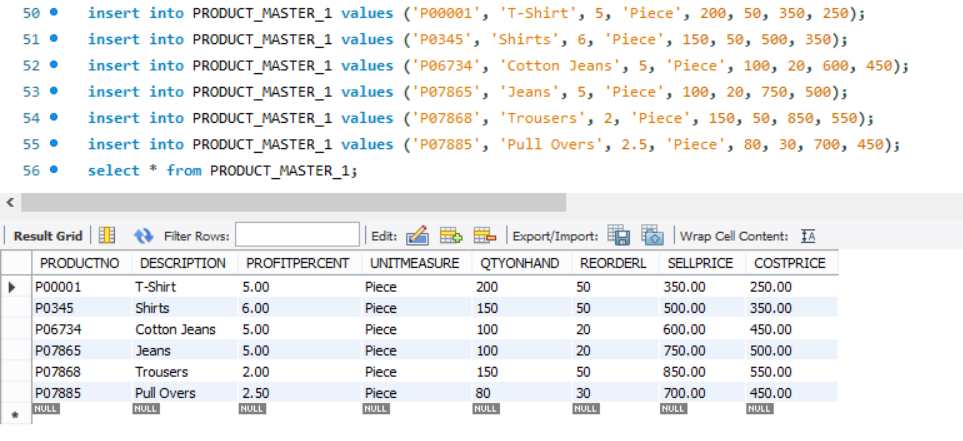 50 insert into PRODUCT_MASTER_1 values ('P00001', 'T-Shirt', 5, 'Piece', 200, 50, 350, 250);
51 insert into PRODUCT_MASTER_1 values ('P0345', 'Shirts', 6, 'Piece', 150, 50, 500, 350);
52 insert into PRODUCT_MASTER_1 values ('P06734', 'Cotton Jeans', 5, 'Piece', 100, 20, 600, 450);
53 insert into PRODUCT_MASTER_1 values ('P07865', 'Jeans', 5, 'Piece', 100, 20, 750, 500);
54 insert into PRODUCT_MASTER_1 values ('P07868', 'Trousers', 2, 'Piece', 150, 50, 850, 550);
55 insert into PRODUCT_MASTER_1 values ('P07885', 'Pull Overs', 2.5, 'Piece', 80, 30, 700, 450);
56 select * from PRODUCT_MASTER_1;
Result Grid Filter Rows: Edit: Export/Import: Wrap Cell Content:
PRODUCTNO DESCRIPTION PROFITPERCENT UNITMEASURE QTYONHAND REORDERL SELLPRICE COSTPRICE
P00001 T-Shirt 5.00 Piece 200 50 350.00 250.00
P0345 Shirts 6.00 Piece 150 50 500.00 350.00
P06734 Cotton Jeans 5.00 Piece 100 20 600.00 450.00
P07865 Jeans 5.00 Piece 100 20 750.00 500.00
P07868 Trousers 2.00 Piece 150 50 850.00 550.00
P07885 Pull Overs 2.50 Piece 80 30 700.00 450.00
NULL NULL NULL NULL NULL NULL NULL NULL